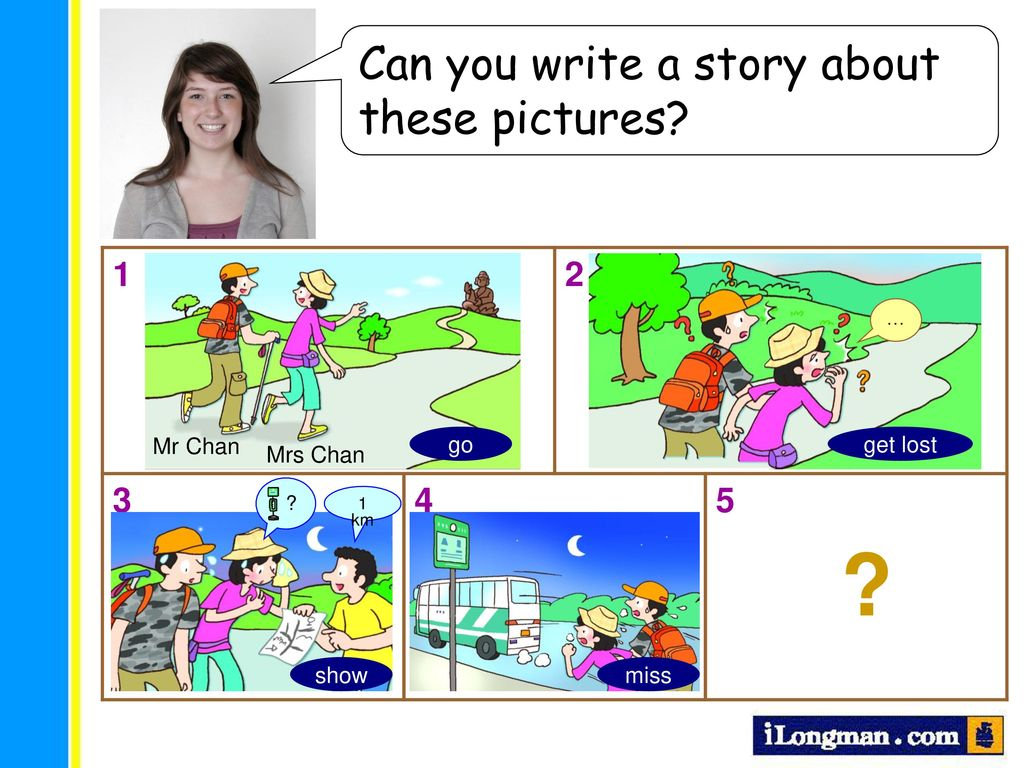 Can you write a story about
these pictures?
1
2
...
Mr Chan
Mrs Chan
go
get lost
3
?
1
km
4
5
?
show
miss
iLongman.com